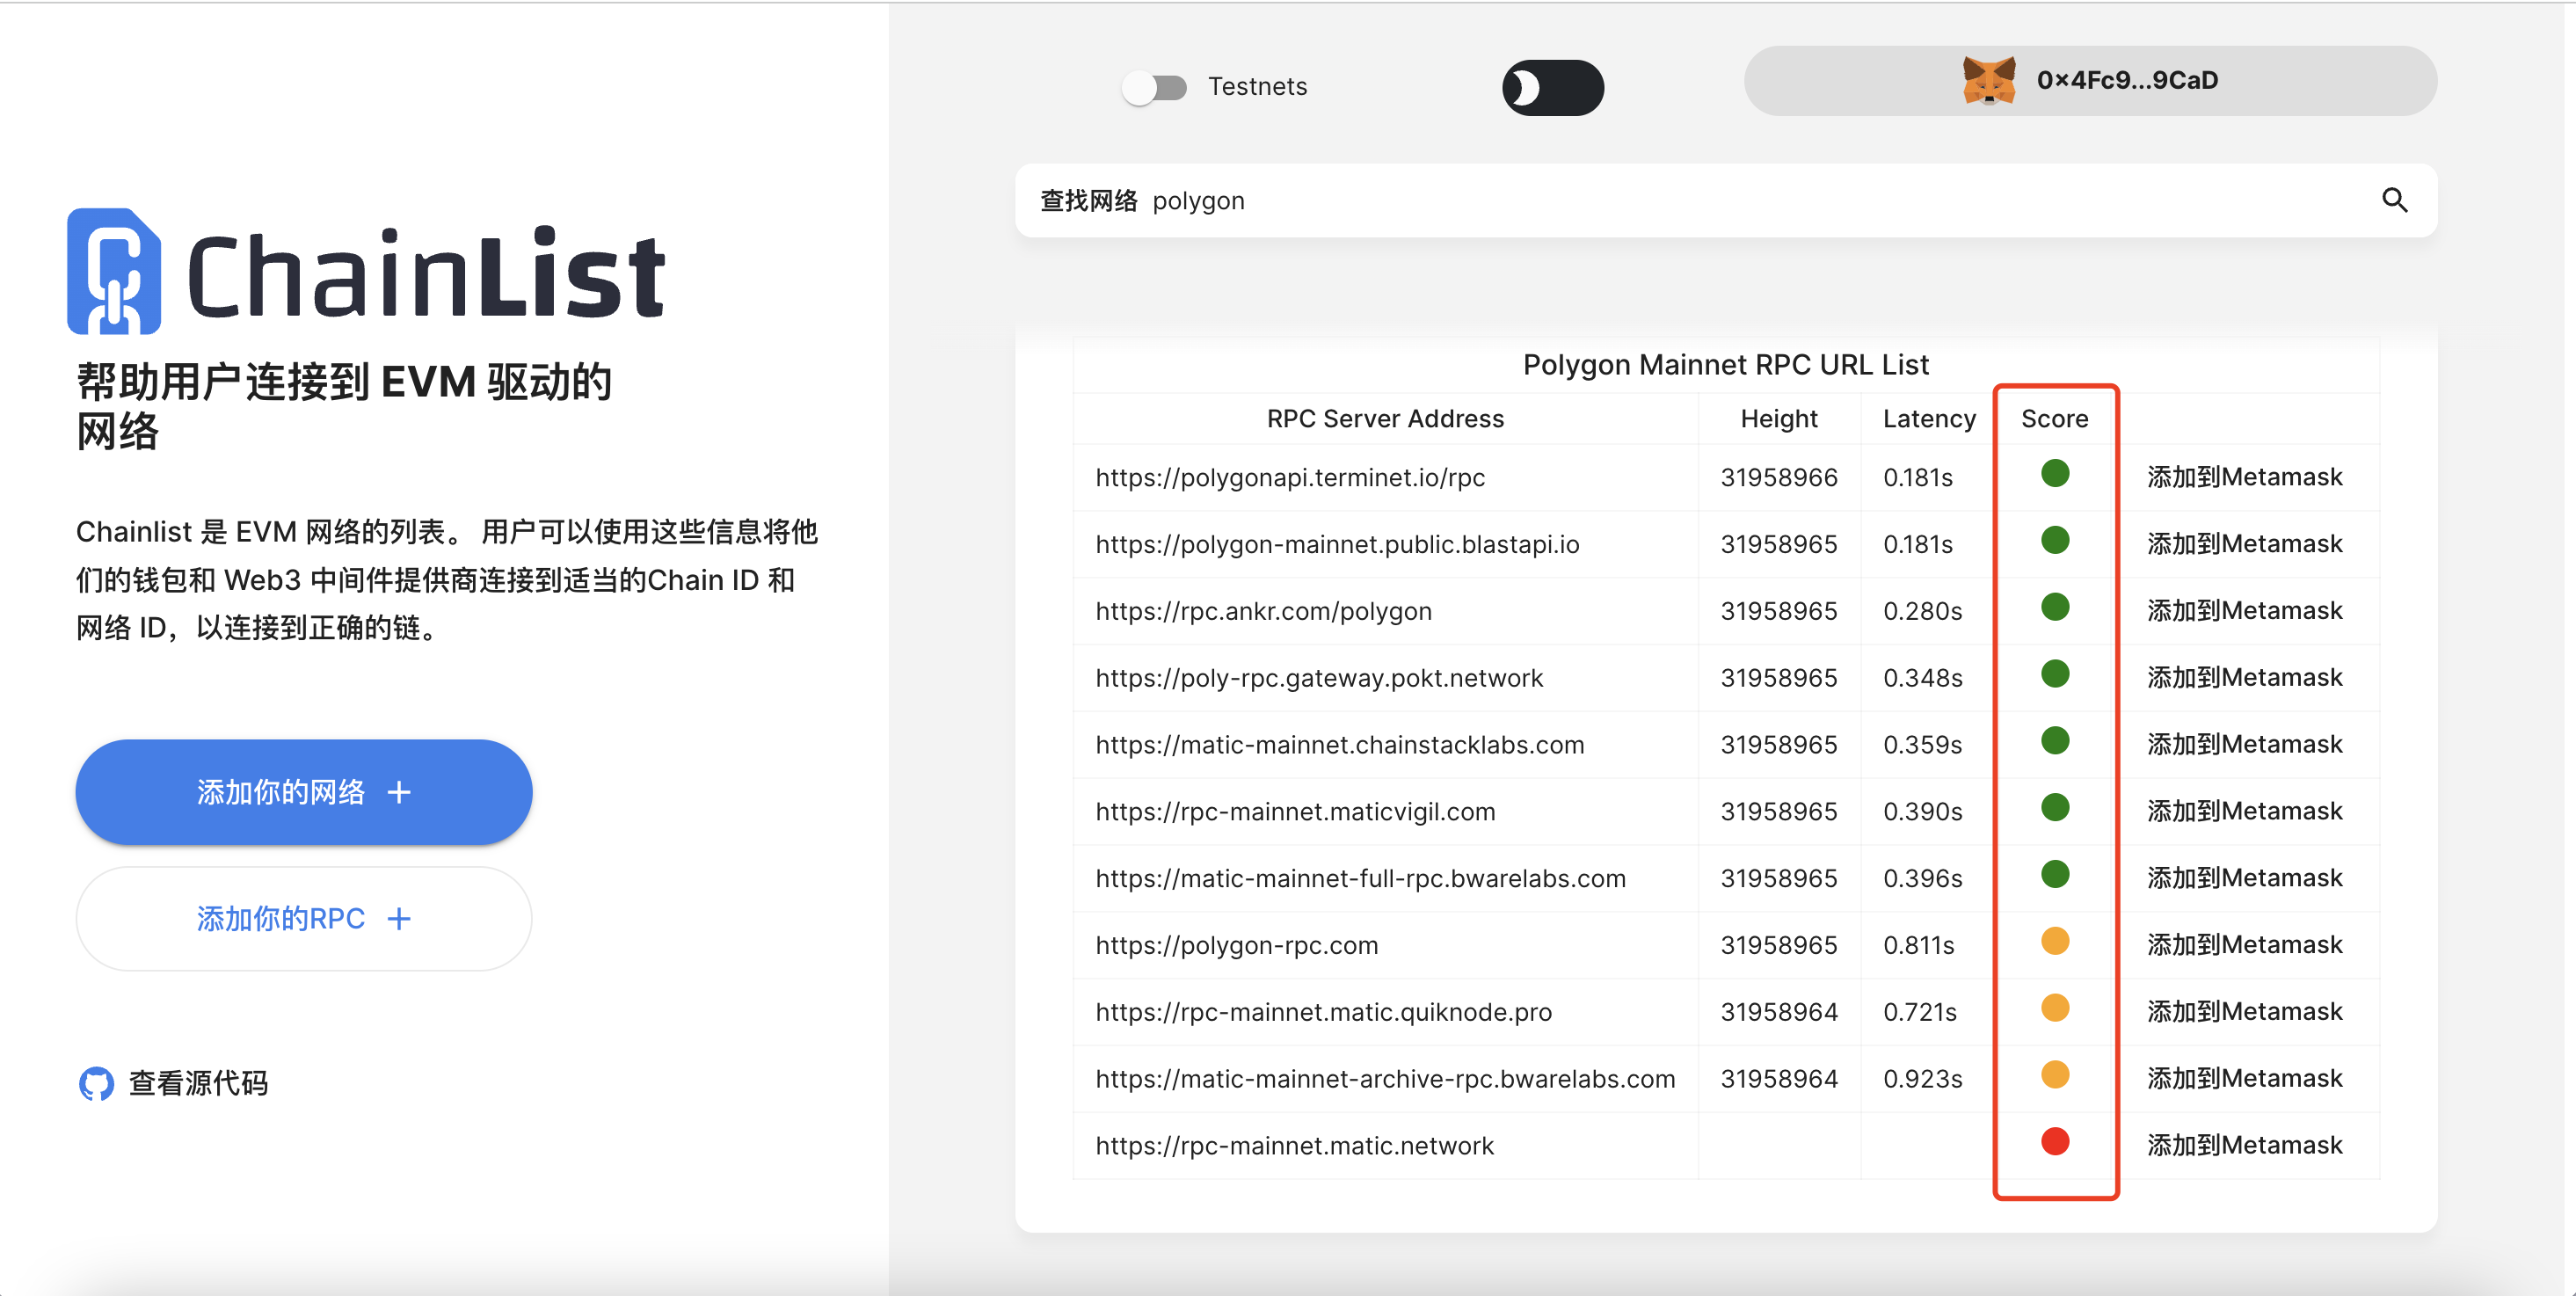 ChainList
帮助用户连接到 EVM 驱动的
网络
Chainlist 是 EVM 网络的列表。 用户可以使用这些信息将他
们的钱包和 Web3 中间件提供商连接到适当的Chain ID 和
网络 ID，以连接到正确的链。
添加你的网络 +
添加你的RPC +
查看源代码
Testnets
0×4Fc9...9CaD
查找网络 polygon
Polygon Mainnet RPC URL List
RPC Server Address Height Latency Score
https://polygonapi.terminet.io/rpc 31958966 0.181s 添加到Metamask
https://polygon-mainnet.public.blastapi.io 31958965 0.181s 添加到Metamask
https://rpc.ankr.com/polygon 31958965 0.280s 添加到Metamask
https://poly-rpc.gateway.pokt.network 31958965 0.348s 添加到Metamask
https://matic-mainnet.chainstacklabs.com 31958965 0.359s 添加到Metamask
https://rpc-mainnet.maticvigil.com 31958965 0.390s 添加到Metamask
https://matic-mainnet-full-rpc.bwarelabs.com 31958965 0.396s 添加到Metamask
https://polygon-rpc.com 31958965 0.811s 添加到Metamask
https://rpc-mainnet.matic.quiknode.pro 31958964 0.721s 添加到Metamask
https://matic-mainnet-archive-rpc.bwarelabs.com 31958964 0.923s 添加到Metamask
https://rpc-mainnet.matic.network 添加到Metamask